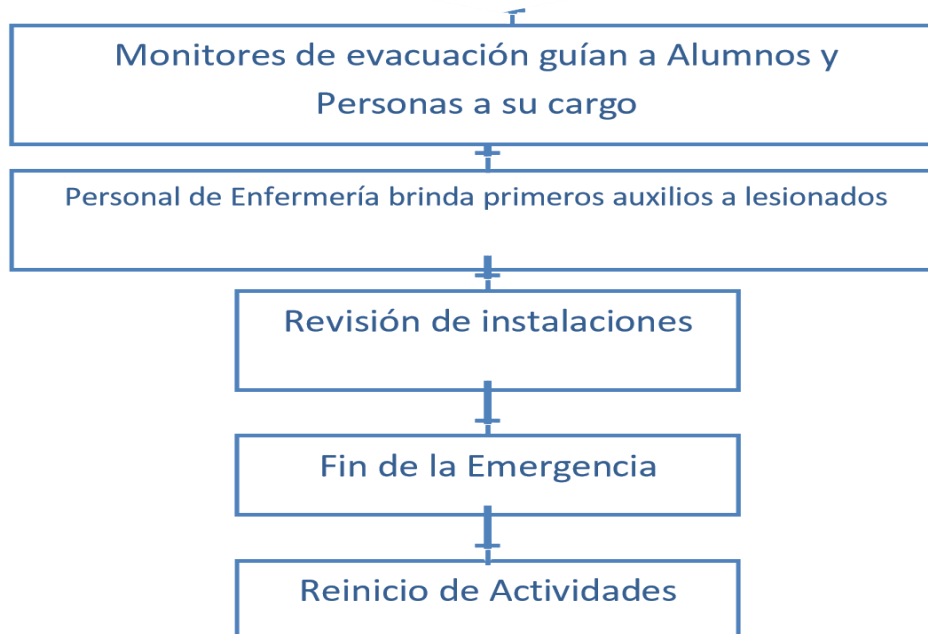 Monitores de evacuación guían a Alumnos y
Personas a su cargo
Personal de Enfermería brinda primeros auxilios a lesionados
Revisión de instalaciones
Fin de la Emergencia
Reinicio de Actividades